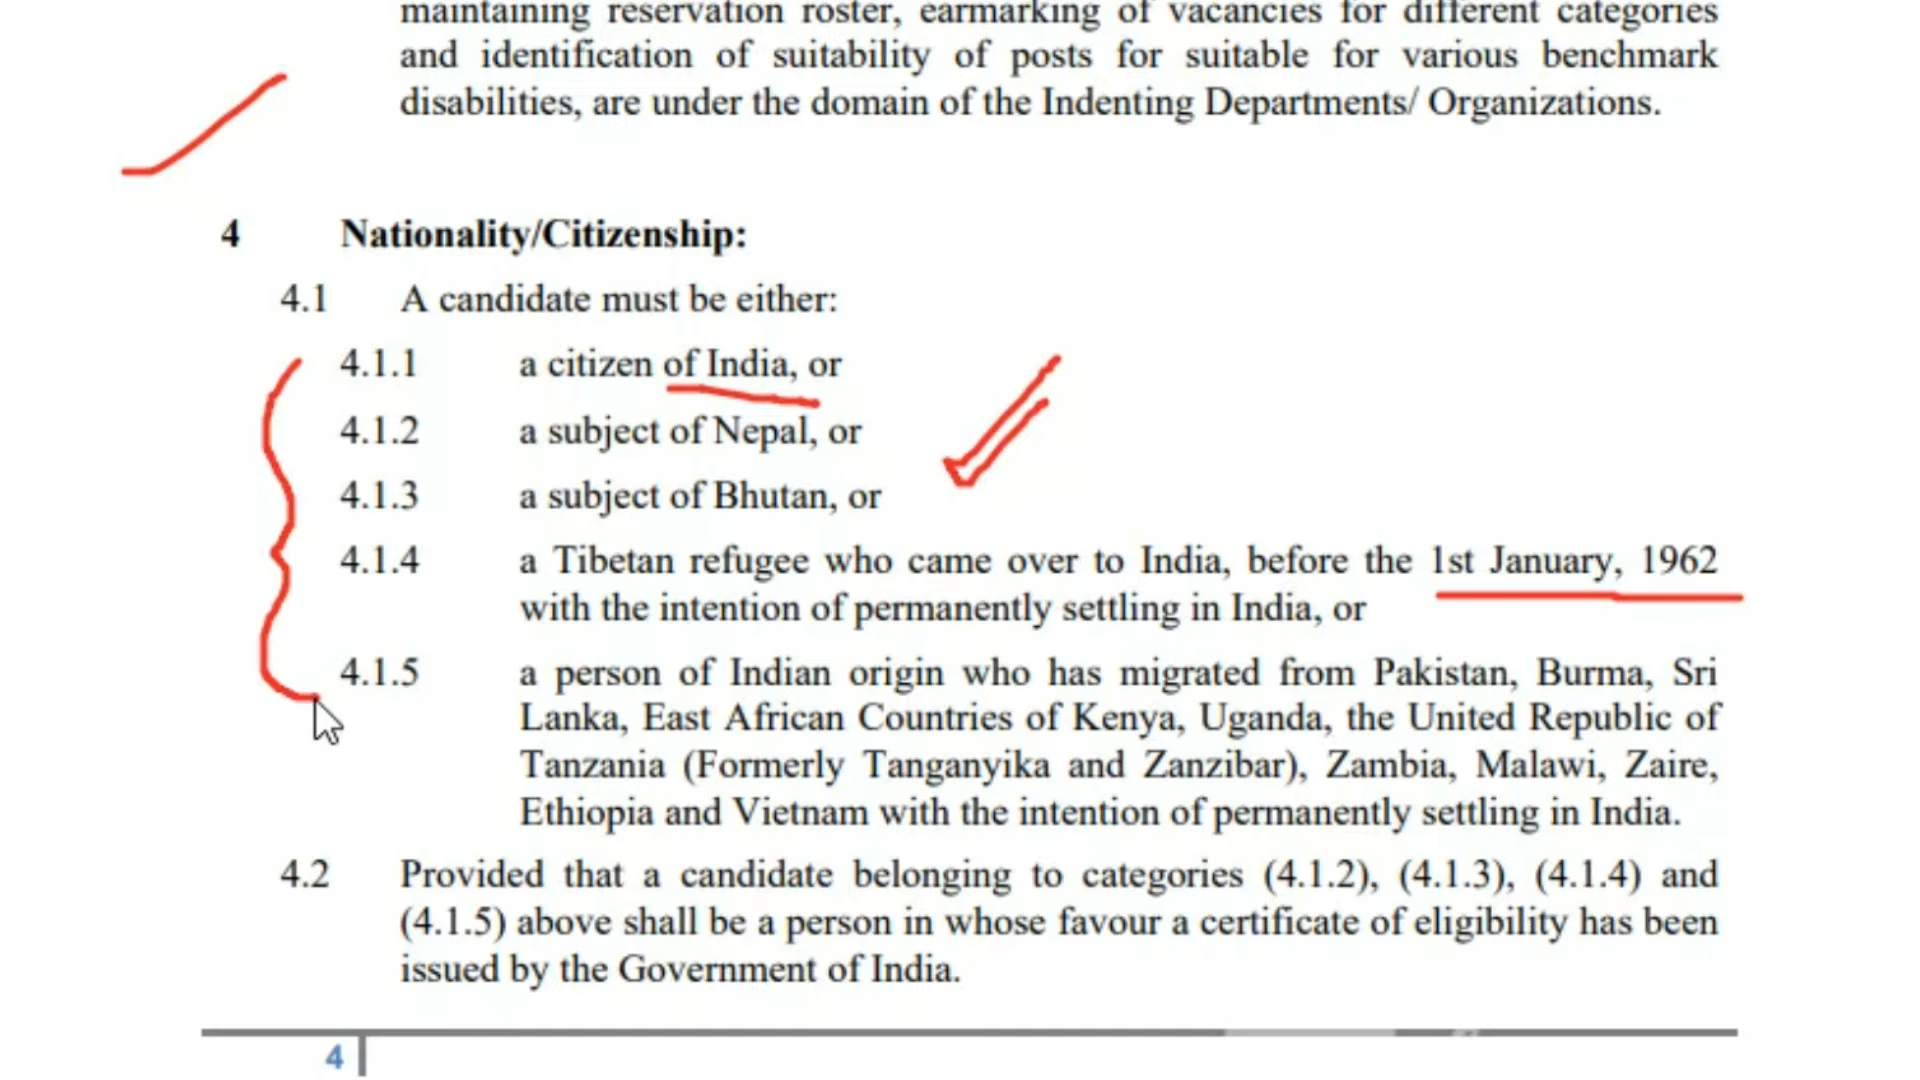 maintaining reservation roster, earmarking of vacancies for different categories
and identification of suitability of posts for suitable for various benchmark
disabilities, are under the domain of the Indenting Departments/ Organizations.
4 Nationality/Citizenship:
4.1 A candidate must be either:
4.1.1 a citizen of India, or
4.1.2 a subject of Nepal, or
4.1.3 a subject of Bhutan, or
4.1.4 a Tibetan refugee who came over to India, before the 1st January, 1962
with the intention of permanently settling in India, or
4.1.5 a person of Indian origin who has migrated from Pakistan, Burma, Sri
Lanka, East African Countries of Kenya, Uganda, the United Republic of
Tanzania (Formerly Tanganyika and Zanzibar), Zambia, Malawi, Zaire,
Ethiopia and Vietnam with the intention of permanently settling in India.
4.2 Provided that a candidate belonging to categories (4.1.2), (4.1.3), (4.1.4) and
(4.1.5) above shall be a person in whose favour a certificate of eligibility has been
issued by the Government of India.
4